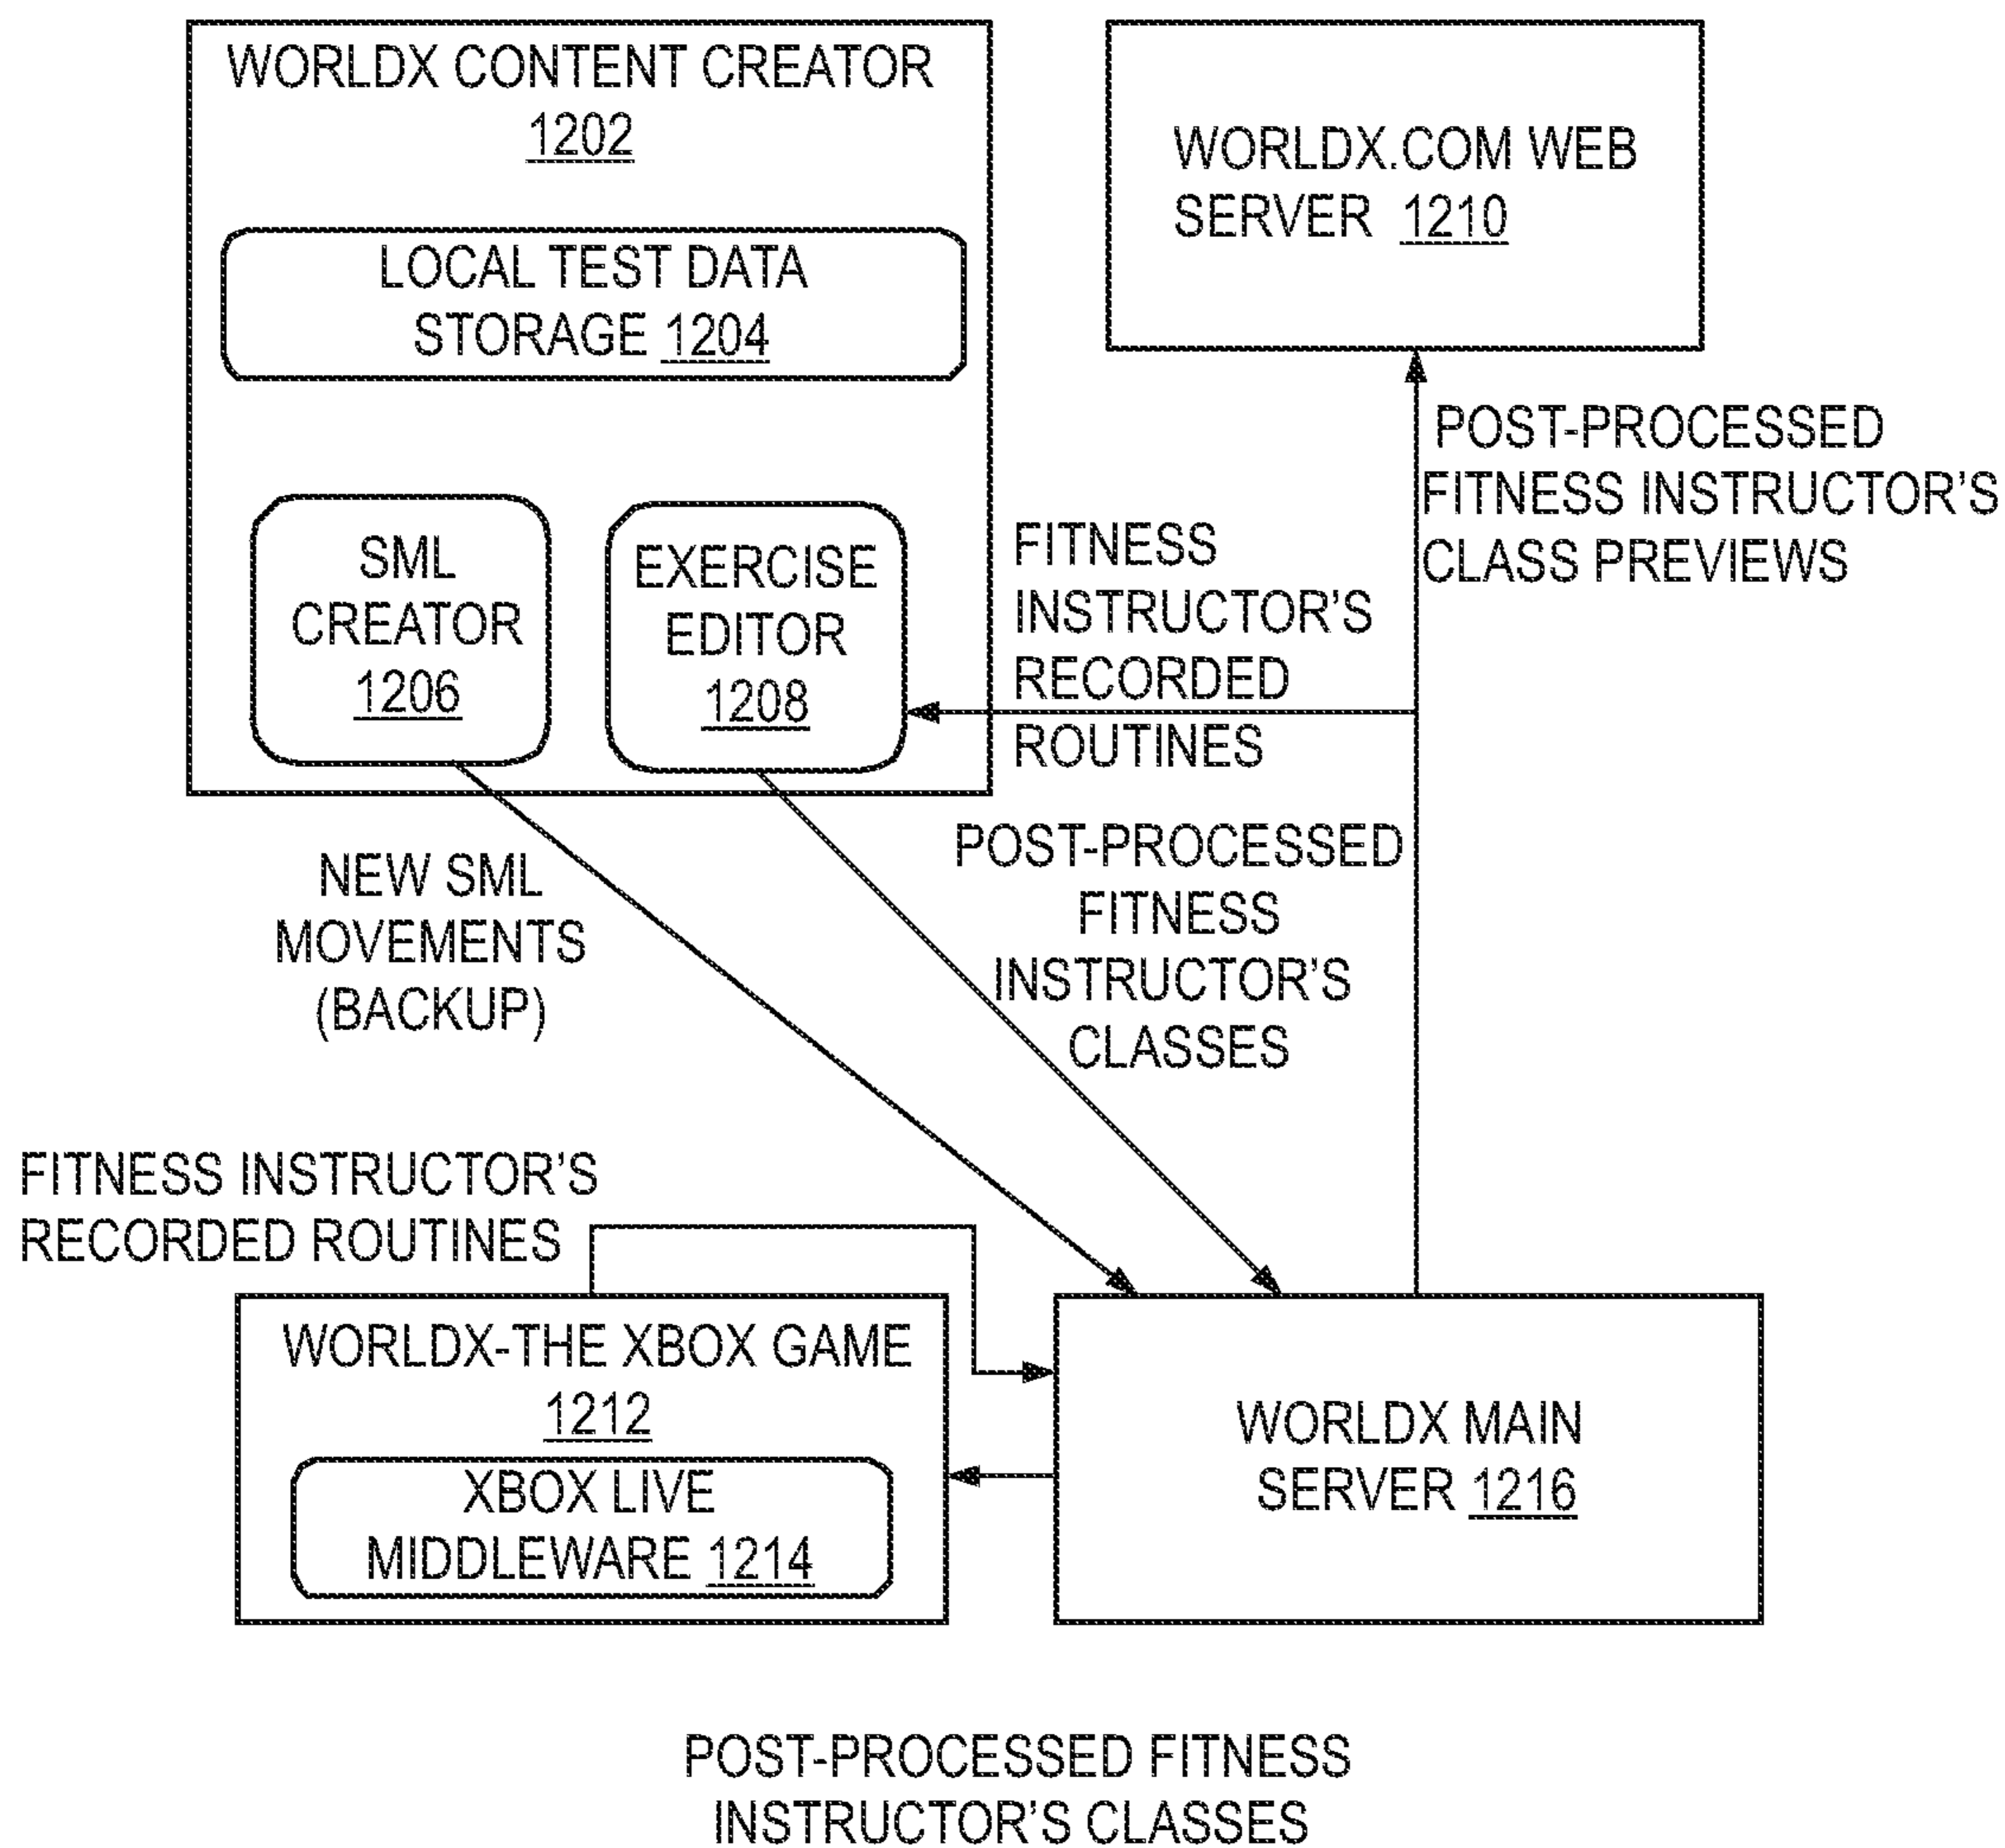 WORLDX CONTENT CREATOR
1202
LOCAL TEST DATA
STORAGE 1204
SML
CREATOR
1206
EXERCISE
EDITOR
1208
WORLDX.COM WEB
SERVER 1210
POST-PROCESSED
FITNESS INSTRUCTOR'S
CLASS PREVIEWS
FITNESS
INSTRUCTOR'S
RECORDED
ROUTINES
NEW SML
MOVEMENTS
(BACKUP)
POST-PROCESSED
FITNESS
INSTRUCTOR'S
CLASSES
FITNESS INSTRUCTOR'S
RECORDED ROUTINES
WORLDX-THE XBOX GAME
1212
XBOX LIVE
MIDDLEWARE 1214
WORLDX MAIN
SERVER 1216
POST-PROCESSED FITNESS
INSTRUCTOR'S CLASSES